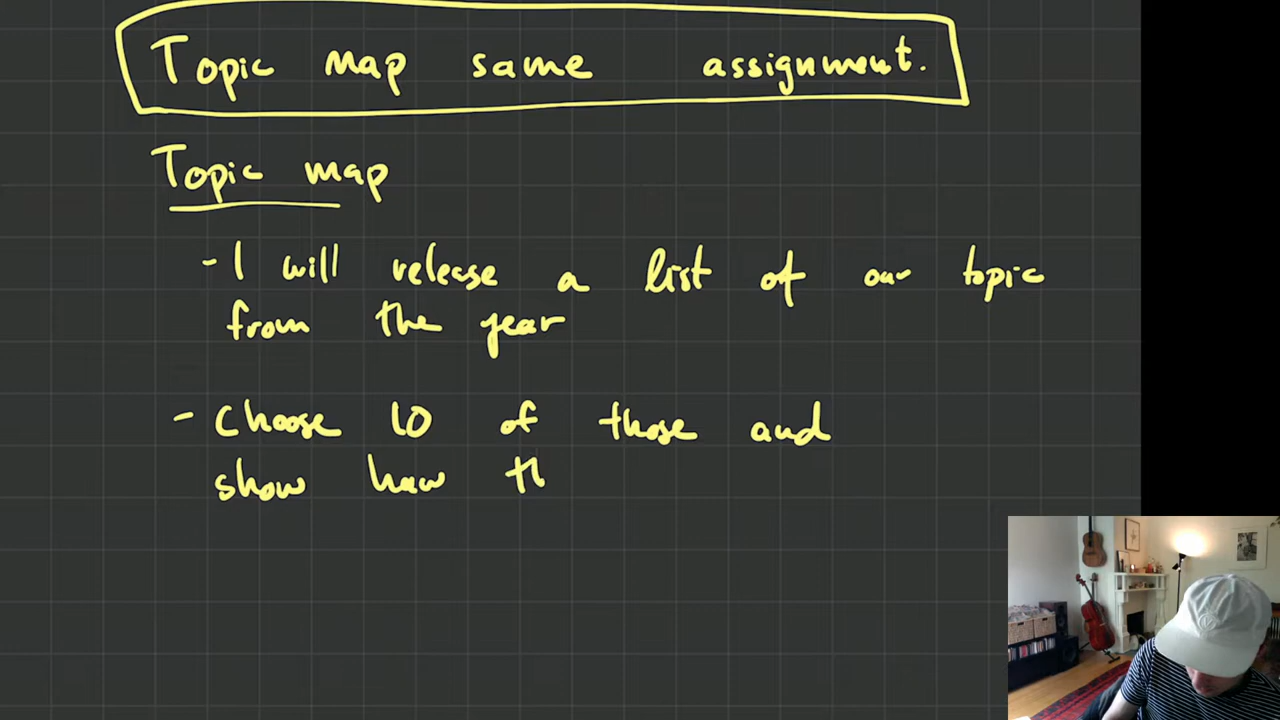 Topic map same assignment.
Topic map
- I will release a list of our topic
from the year
- Choose 10 of those and
show how th